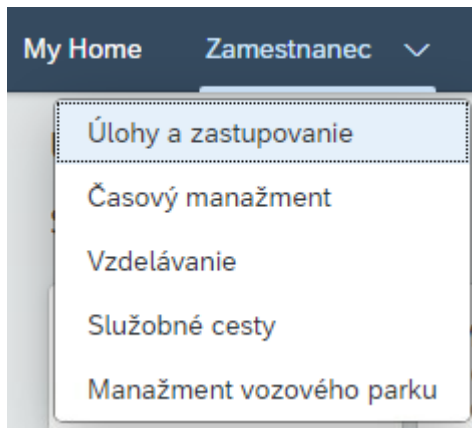 My Home Zamestnanec
Úlohy a zastupovanie
Časový manažment
Vzdelávanie
Služobné cesty
Manažment vozového parku